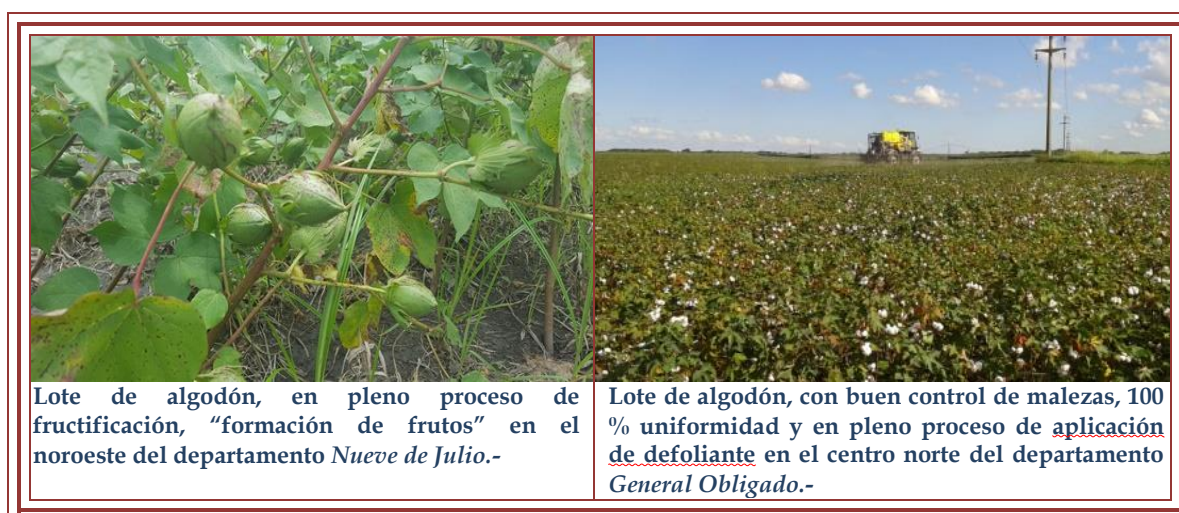 Lote de algodón, en pleno proceso de
fructificación, “formación de frutos” en el
noroeste del departamento Nueve de Julio.-
Lote de algodón, con buen control de malezas, 100
% uniformidad y en pleno proceso de aplicación
de defoliante en el centro norte del departamento
General Obligado.-